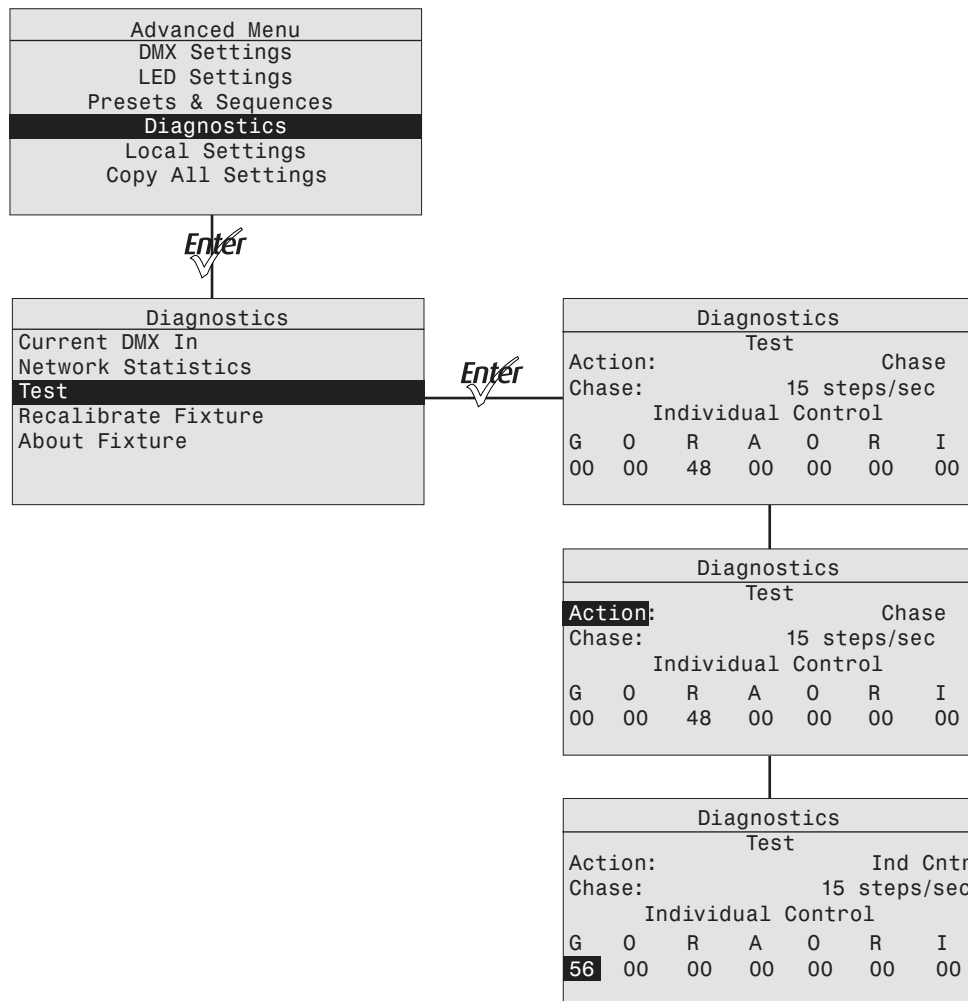 Advanced Menu
DMX Settings
LED Settings
Presets & Sequences
Diagnostics
Local Settings
Copy All Settings
Enter
Diagnostics
Current DMX In
Network Statistics
Test
Recalibrate Fixture
About Fixture
Enter
Diagnostics
Test
Action: Chase
Chase: 15 steps/sec
Individual Control
G O R A O R I
00 00 48 00 00 00 00
Diagnostics
Test
Action: Chase
Chase: 15 steps/sec
Individual Control
G O R A O R I
00 00 48 00 00 00 00
Diagnostics
Test
Action: Ind Cntr
Chase: 15 steps/sec
Individual Control
G O R A O R I
56 00 00 00 00 00 00